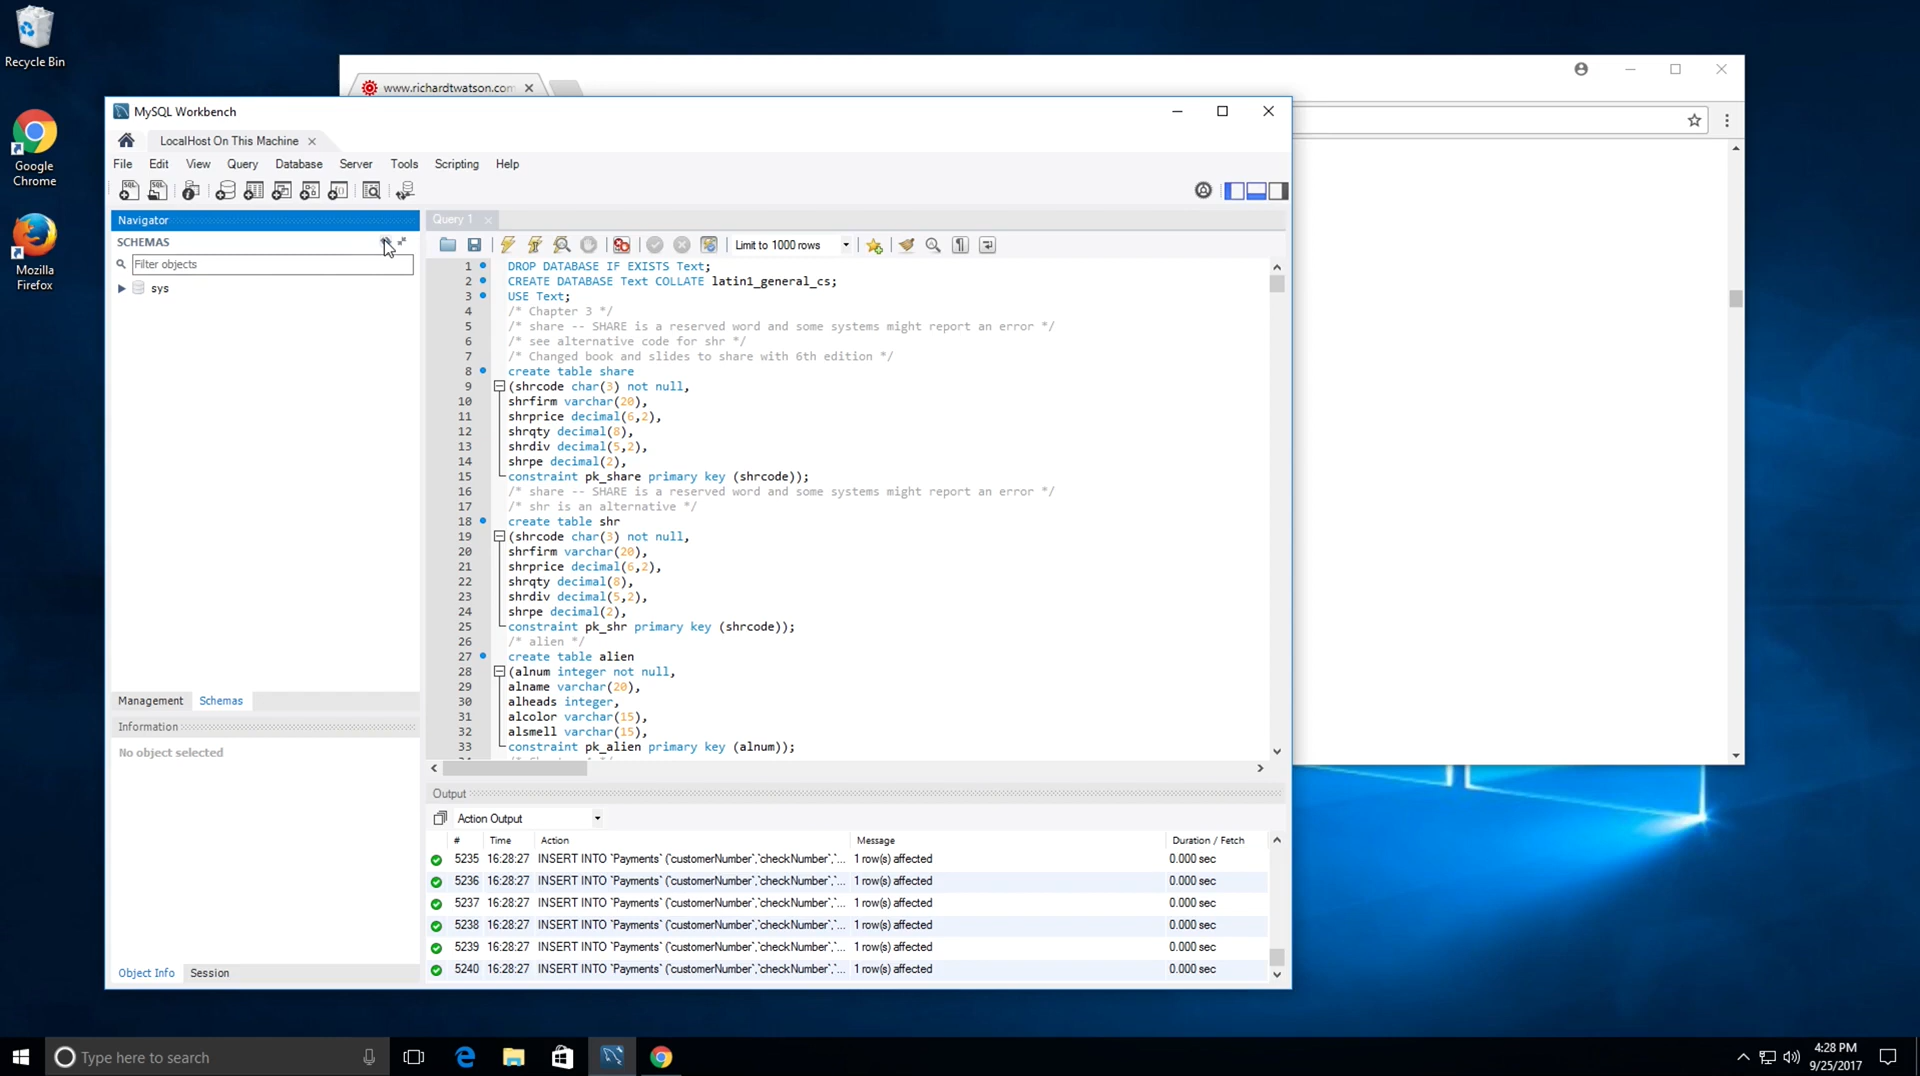 Recycle Bin
Google
Chrome
Mozilla
Firefox
www.richardtwatson.com
MySQL Workbench
LocalHost On This Machine
File Edit View Query Database Server Tools Scripting Help
Navigator
SCHEMAS
Filter objects
sys
Management Schemas
Information
No object selected
Object Info Session
Query 1
Limit to 1000 rows
1 DROP DATABASE IF EXISTS Text;
2 CREATE DATABASE Text COLLATE latin1_general_cs;
3 USE Text;
4 /* Chapter 3 */
5 /* share -- SHARE is a reserved word and some systems might report an error */
6 /* see alternative code for shr */
7 /* Changed book and slides to share with 6th edition */
8 create table share
9 (shrcode char(3) not null,
10 shrfirm varchar(20),
11 shrprice decimal(6,2),
12 shrqty decimal(8),
13 shrdiv decimal(5,2),
14 shrpe decimal(2),
15 constraint pk_share primary key (shrcode));
16 /* share -- SHARE is a reserved word and some systems might report an error */
17 /* shr is an alternative */
18 create table shr
19 (shrcode char(3) not null,
20 shrfirm varchar(20),
21 shrprice decimal(6,2),
22 shrqty decimal(8),
23 shrdiv decimal(5,2),
24 shrpe decimal(2),
25 constraint pk_shr primary key (shrcode));
26 /* alien */
27 create table alien
28 (alnum integer not null,
29 alname varchar(20),
30 alheads integer,
31 alcolor varchar(15),
32 alsmell varchar(15),
33 constraint pk_alien primary key (alnum));
Output
Action Output
# Time Action Message Duration / Fetch
5235 16:28:27 INSERT INTO `Payments` (`customerNumber`,`checkNumber`,`... 1 row(s) affected 0.000 sec
5236 16:28:27 INSERT INTO `Payments` (`customerNumber`,`checkNumber`,`... 1 row(s) affected 0.000 sec
5237 16:28:27 INSERT INTO `Payments` (`customerNumber`,`checkNumber`,`... 1 row(s) affected 0.000 sec
5238 16:28:27 INSERT INTO `Payments` (`customerNumber`,`checkNumber`,`... 1 row(s) affected 0.000 sec
5239 16:28:27 INSERT INTO `Payments` (`customerNumber`,`checkNumber`,`... 1 row(s) affected 0.000 sec
5240 16:28:27 INSERT INTO `Payments` (`customerNumber`,`checkNumber`,`... 1 row(s) affected 0.000 sec
Type here to search
4:28 PM
9/25/2017